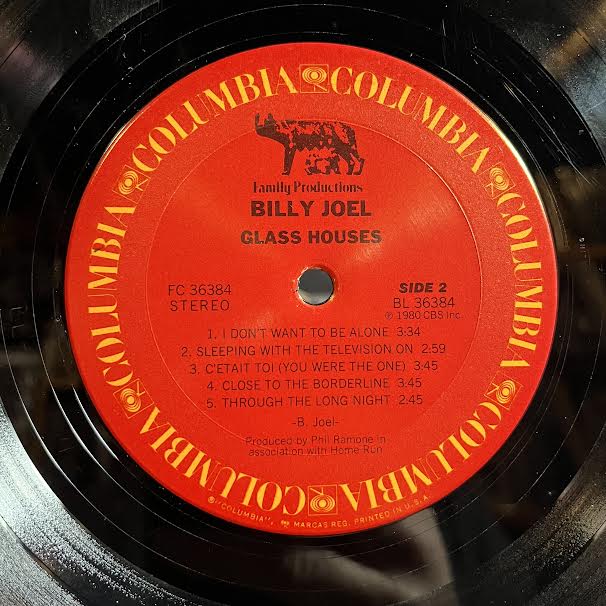 COLUMBIA COLUMBIA COLUMBIA COLUMBIA COLUMBIA COLUMBIA
Family Productions
BILLY JOEL
GLASS HOUSES
FC 36384
STEREO
SIDE 2
BL 36384
℗ 1980 CBS Inc.
1. I DON'T WANT TO BE ALONE 3:34
2. SLEEPING WITH THE TELEVISION ON 2:59
3. C'ETAIT TOI (YOU WERE THE ONE) 3:45
4. CLOSE TO THE BORDERLINE 3:45
5. THROUGH THE LONG NIGHT 2:45
-B. Joel-
Produced by Phil Ramone in
association with Home Run
®"COLUMBIA", MARCAS REG. PRINTED IN U.S.A.